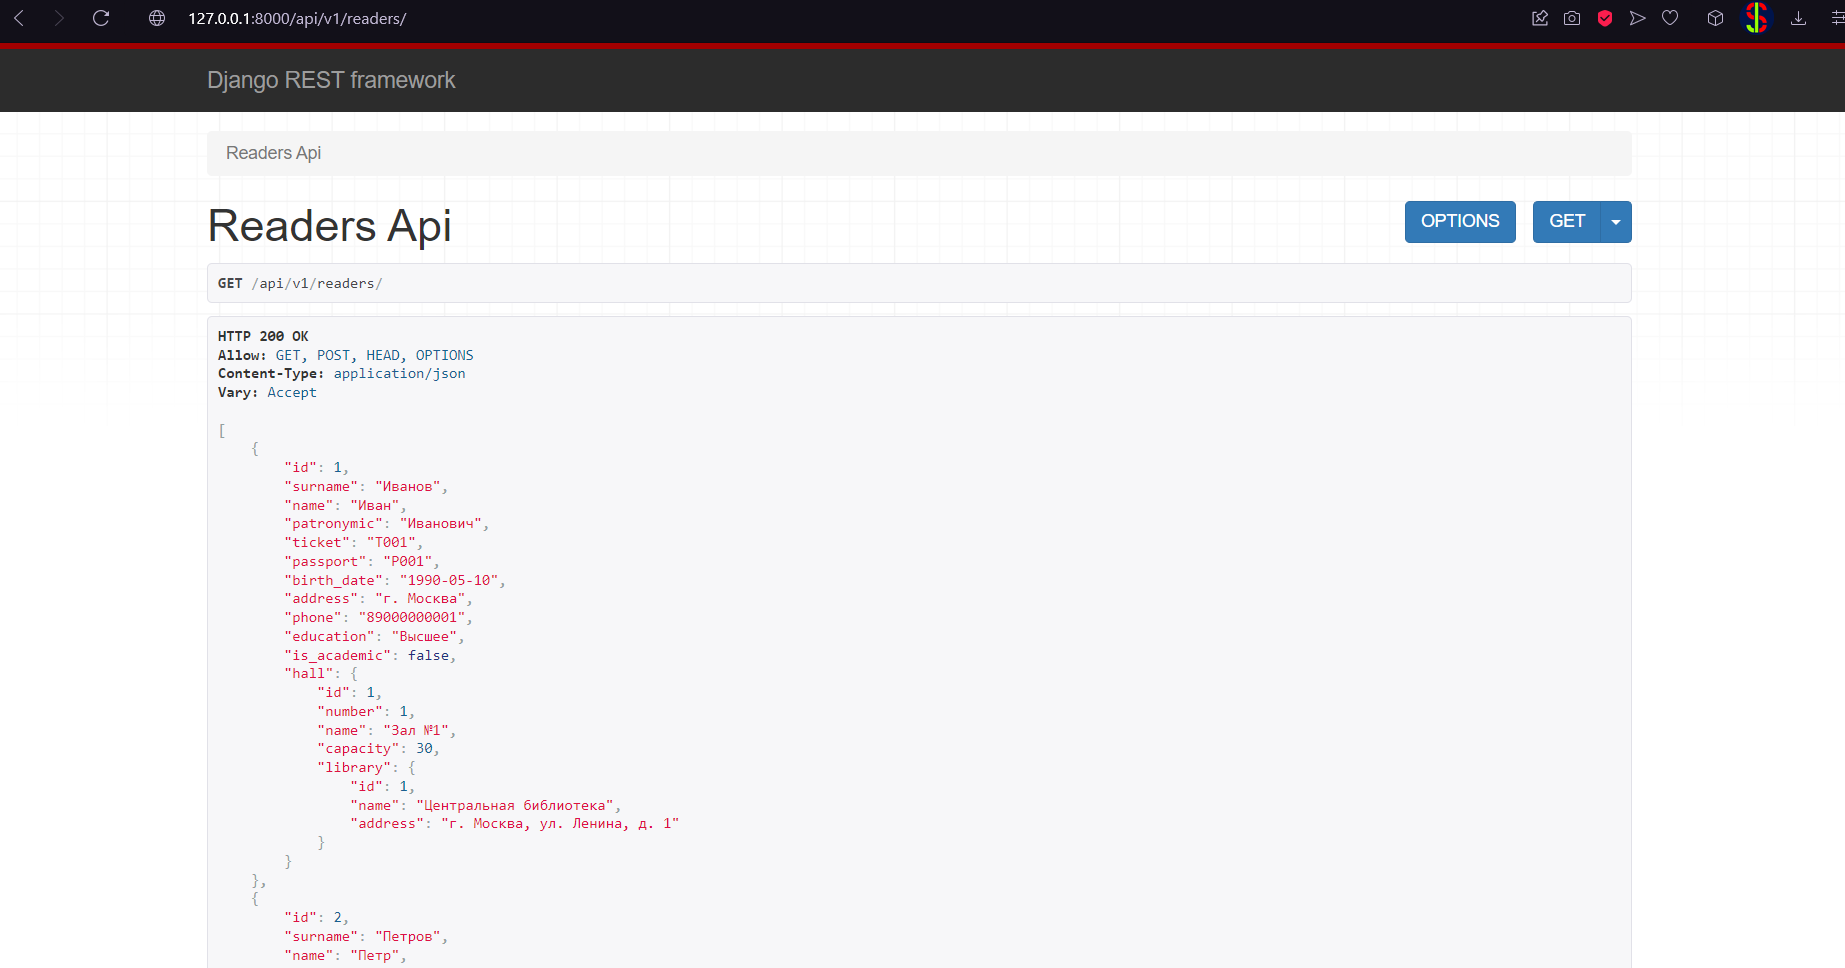 127.0.0.1:8000/api/v1/readers/
Django REST framework
Readers Api
Readers Api
OPTIONS
GET
GET /api/v1/readers/
HTTP 200 OK
Allow: GET, POST, HEAD, OPTIONS
Content-Type: application/json
Vary: Accept
[
    {
        "id": 1,
        "surname": "Иванов",
        "name": "Иван",
        "patronymic": "Иванович",
        "ticket": "T001",
        "passport": "P001",
        "birth_date": "1990-05-10",
        "address": "г. Москва",
        "phone": "89000000001",
        "education": "Высшее",
        "is_academic": false,
        "hall": {
            "id": 1,
            "number": 1,
            "name": "Зал №1",
            "capacity": 30,
            "library": {
                "id": 1,
                "name": "Центральная библиотека",
                "address": "г. Москва, ул. Ленина, д. 1"
            }
        }
    },
    {
        "id": 2,
        "surname": "Петров",
        "name": "Петр",